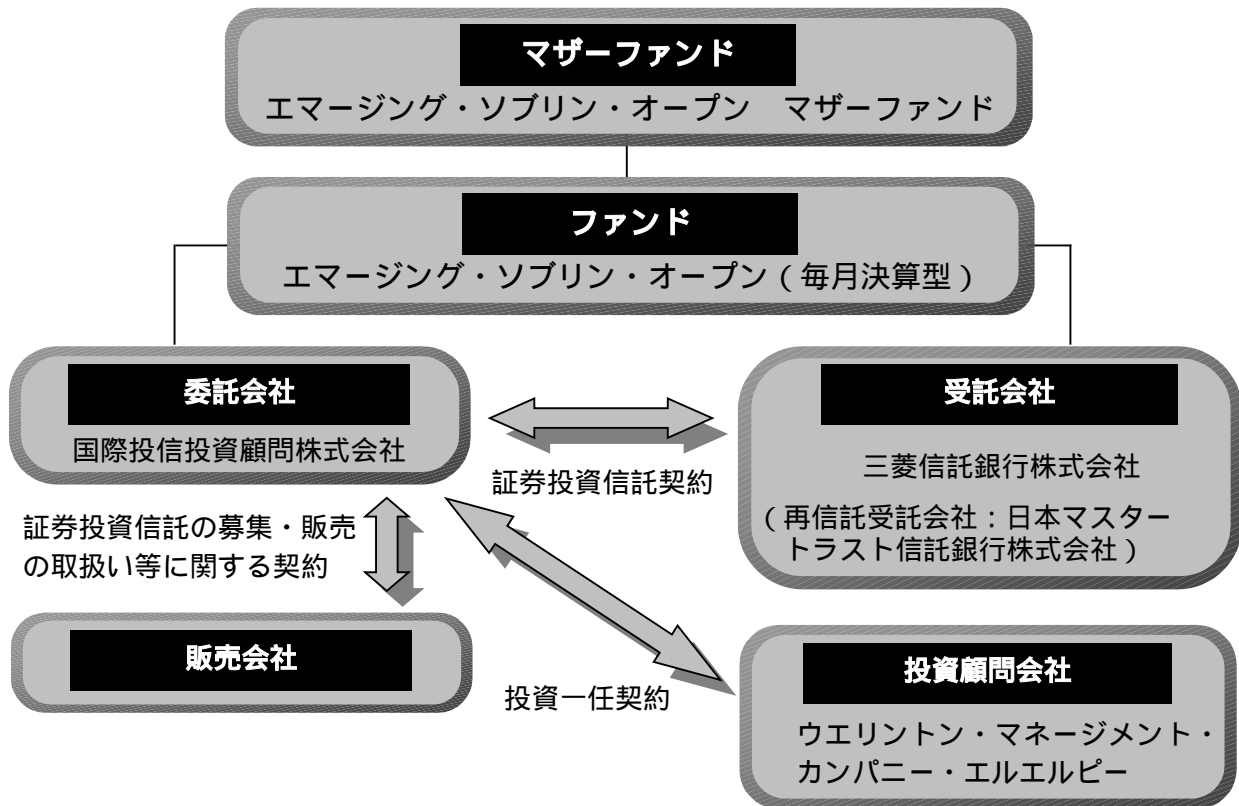 マザーファンド
エマージング・ソブリン・オープン　マザーファンド
ファンド
エマージング・ソブリン・オープン（毎月決算型）
委託会社
国際投信投資顧問株式会社
受託会社
三菱信託銀行株式会社
（再信託受託会社：日本マスター
トラスト信託銀行株式会社）
証券投資信託契約
証券投資信託の募集・販売
の取扱い等に関する契約
販売会社
投資一任契約
投資顧問会社
ウエリントン・マネージメント・
カンパニー・エルエルピー